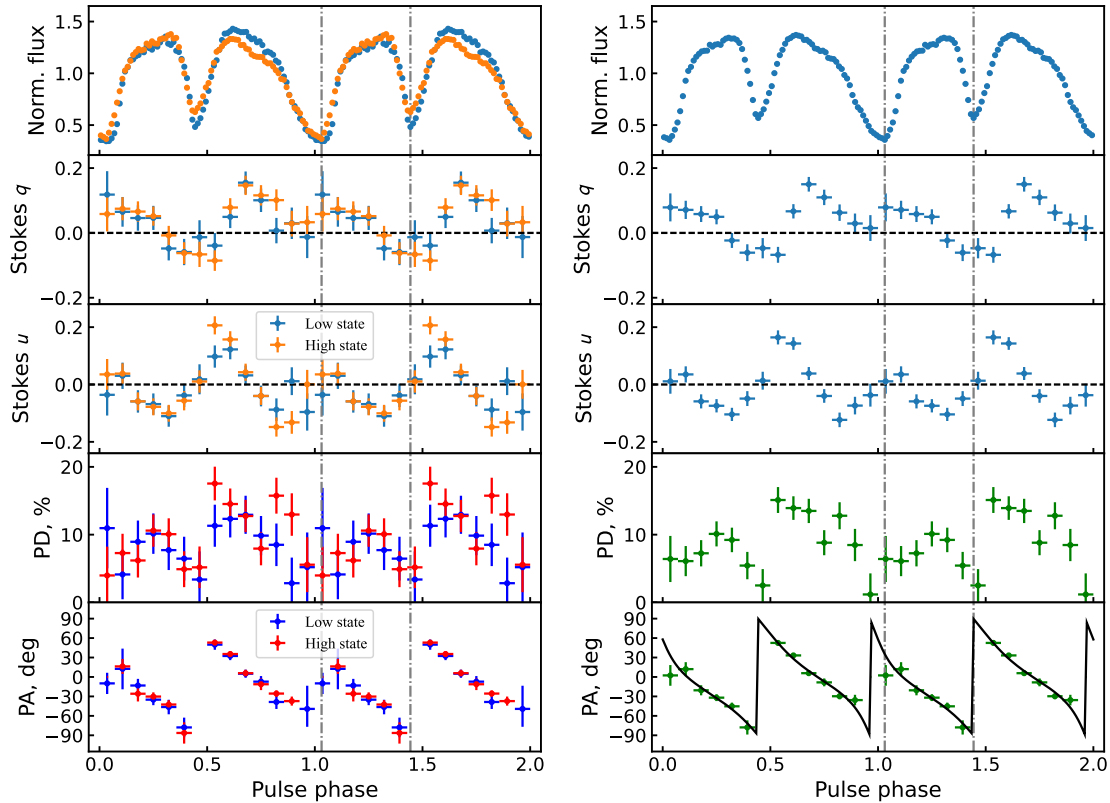 Norm. flux
1.5
1.0
0.5
Stokes q
0.2
0.0
−0.2
Stokes u
0.2
0.0
−0.2
Low state
High state
PD, %
20
10
0
PA, deg
90
60
30
0
−30
−60
−90
Low state
High state
0.0 0.5 1.0 1.5 2.0
Pulse phase
Norm. flux
1.5
1.0
0.5
Stokes q
0.2
0.0
−0.2
Stokes u
0.2
0.0
−0.2
PD, %
20
10
0
PA, deg
90
60
30
0
−30
−60
−90
0.0 0.5 1.0 1.5 2.0
Pulse phase